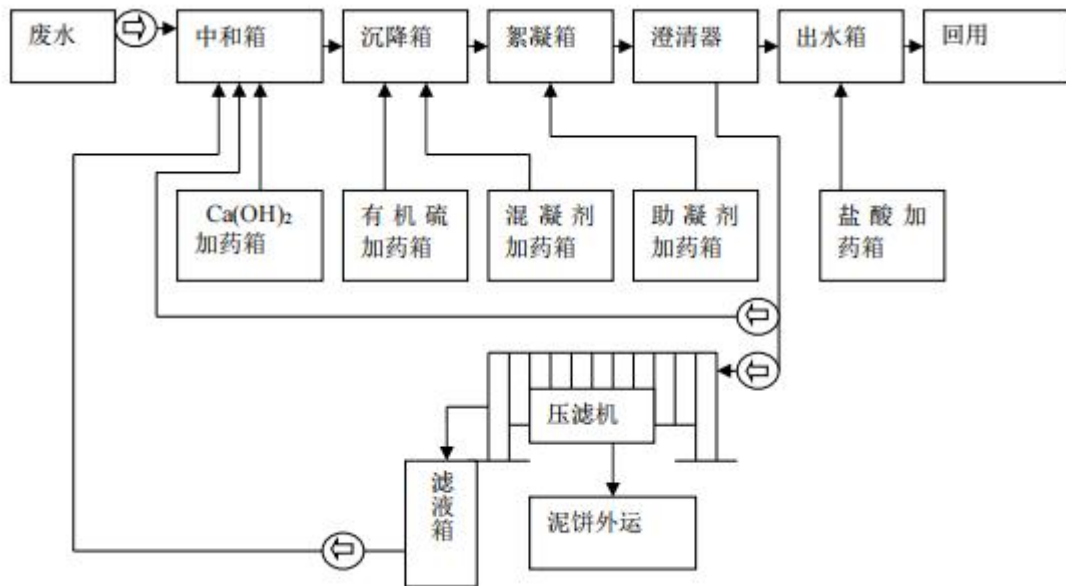 废水
中和箱
沉降箱
絮凝箱
澄清器
出水箱
回用
Ca(OH)₂
加药箱
有机硫
加药箱
混凝剂
加药箱
助凝剂
加药箱
盐酸加
药箱
压滤机
滤
液
箱
泥饼外运